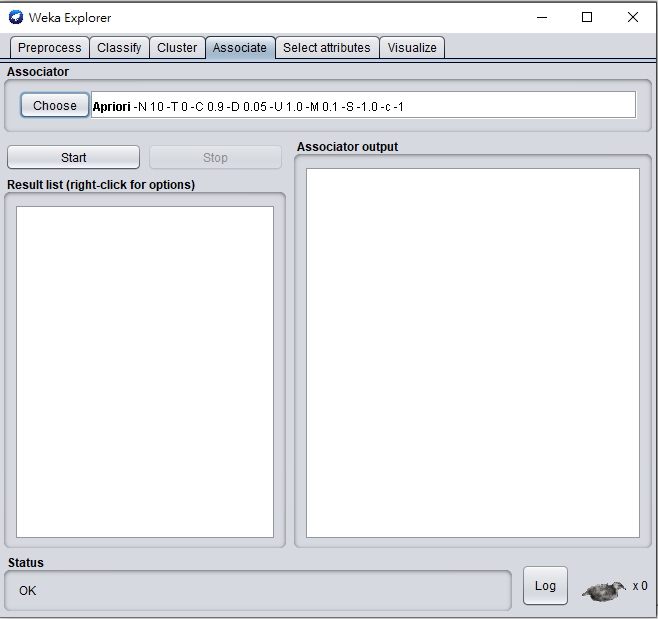 Weka Explorer
Preprocess Classify Cluster Associate Select attributes Visualize
Associator
Choose Apriori -N 10 -T 0 -C 0.9 -D 0.05 -U 1.0 -M 0.1 -S -1.0 -c -1
Start Stop
Associator output
Result list (right-click for options)
Status
OK
Log
x 0